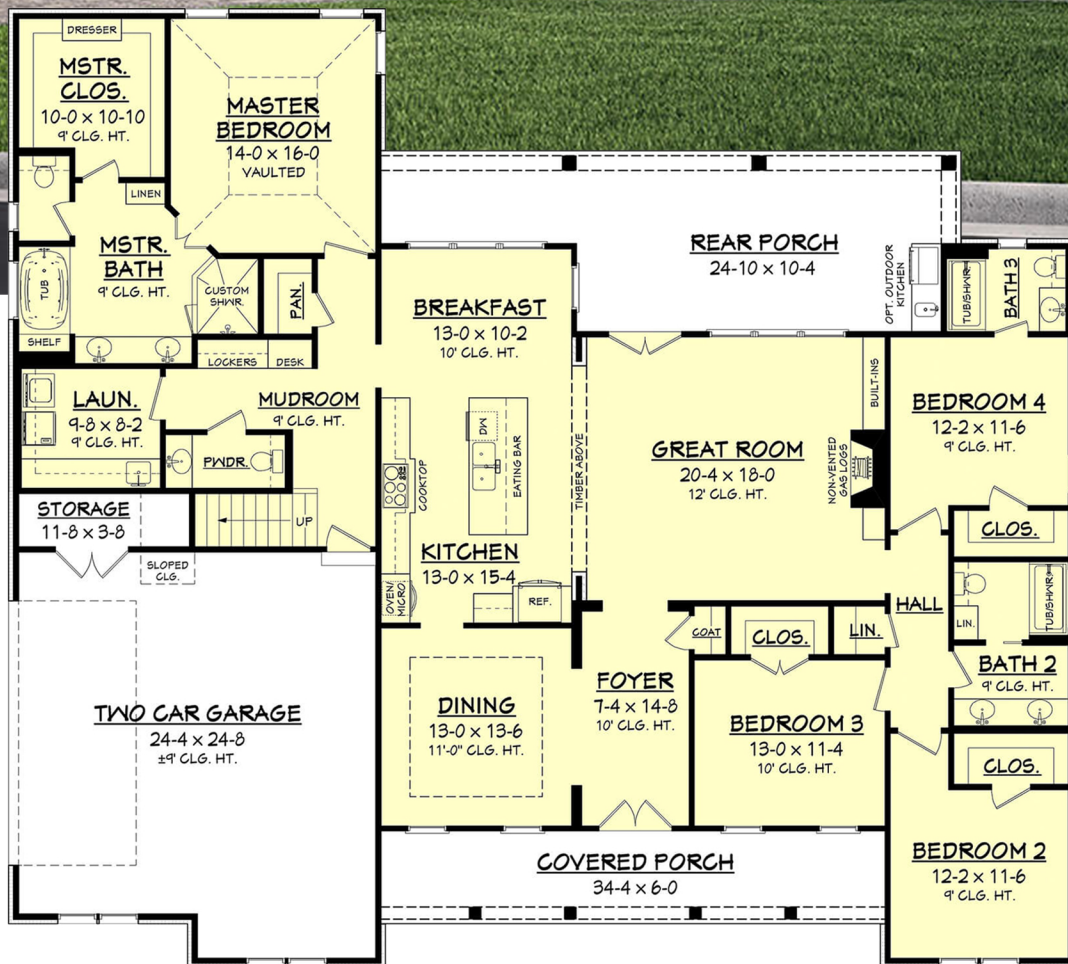 DRESSER
MSTR.
CLOS.
10-0 x 10-10
9' CLG. HT.
MASTER
BEDROOM
14-0 x 16-0
VAULTED
LINEN
MSTR.
BATH
9' CLG. HT.
TUB
SHELF
CUSTOM
SHWR.
PAN.
LOCKERS
DESK
LAUN.
9-8 x 8-2
9' CLG. HT.
MUDROOM
9' CLG. HT.
PWDR.
STORAGE
11-8 x 3-8
UP
SLOPED
CLG.
TWO CAR GARAGE
24-4 x 24-8
±9' CLG. HT.
BREAKFAST
13-0 x 10-2
10' CLG. HT.
DW
EATING BAR
COOKTOP
KITCHEN
13-0 x 15-4
OVEN/
MICRO.
REF.
TIMBER ABOVE
DINING
13-0 x 13-6
11'-0" CLG. HT.
REAR PORCH
24-10 x 10-4
OPT. OUTDOOR
KITCHEN
GREAT ROOM
20-4 x 18-0
12' CLG. HT.
BUILT-INS
NON-VENTED
GAS LOGS
COAT
CLOS.
LIN.
FOYER
7-4 x 14-8
10' CLG. HT.
BEDROOM 3
13-0 x 11-4
10' CLG. HT.
COVERED PORCH
34-4 x 6-0
TUB/SHWR.
BATH 3
BEDROOM 4
12-2 x 11-6
9' CLG. HT.
CLOS.
HALL
LIN.
TUB/SHWR.
BATH 2
9' CLG. HT.
CLOS.
BEDROOM 2
12-2 x 11-6
9' CLG. HT.